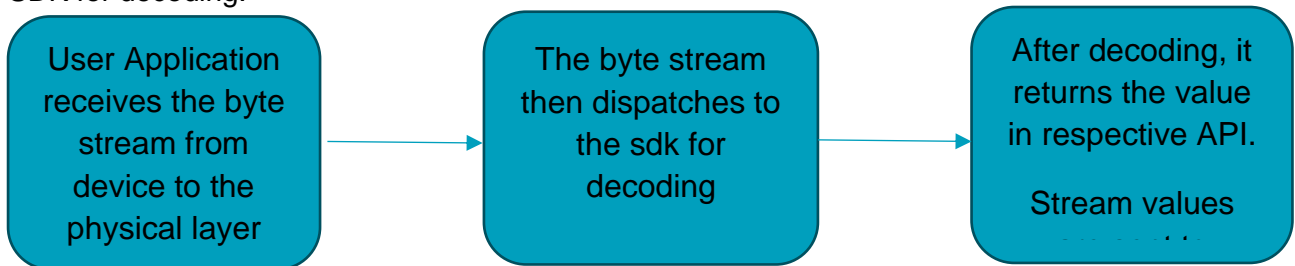 User Application
receives the byte
stream from
device to the
physical layer
The byte stream
then dispatches to
the sdk for
decoding
After decoding, it
returns the value
in respective API.
Stream values